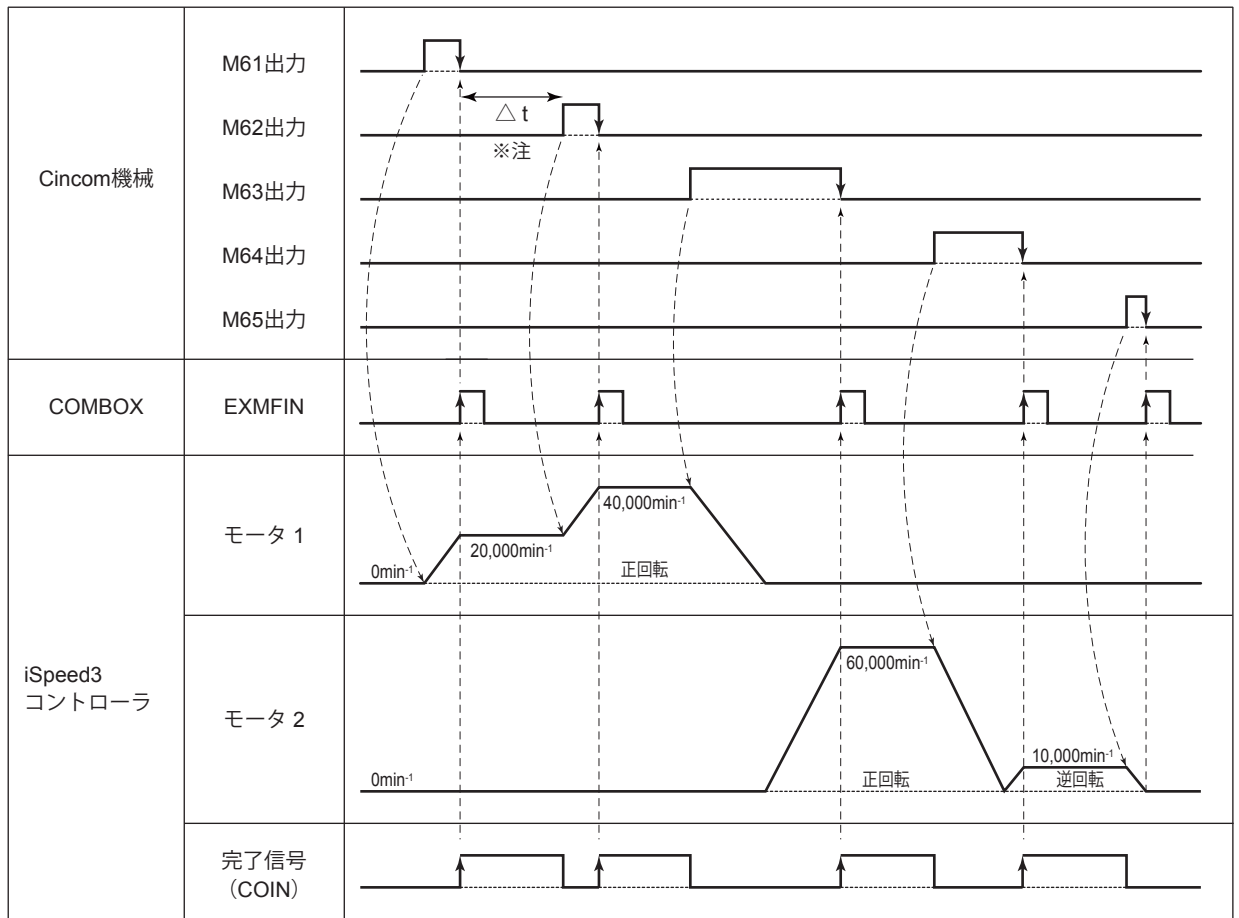 Cincom機械
M61出力
M62出力
△ t
※注
M63出力
M64出力
M65出力
COMBOX
EXMFIN
iSpeed3
コントローラ
モータ 1
0min-1
20,000min-1
40,000min-1
正回転
モータ 2
0min-1
60,000min-1
正回転
10,000min-1
逆回転
完了信号
（COIN）